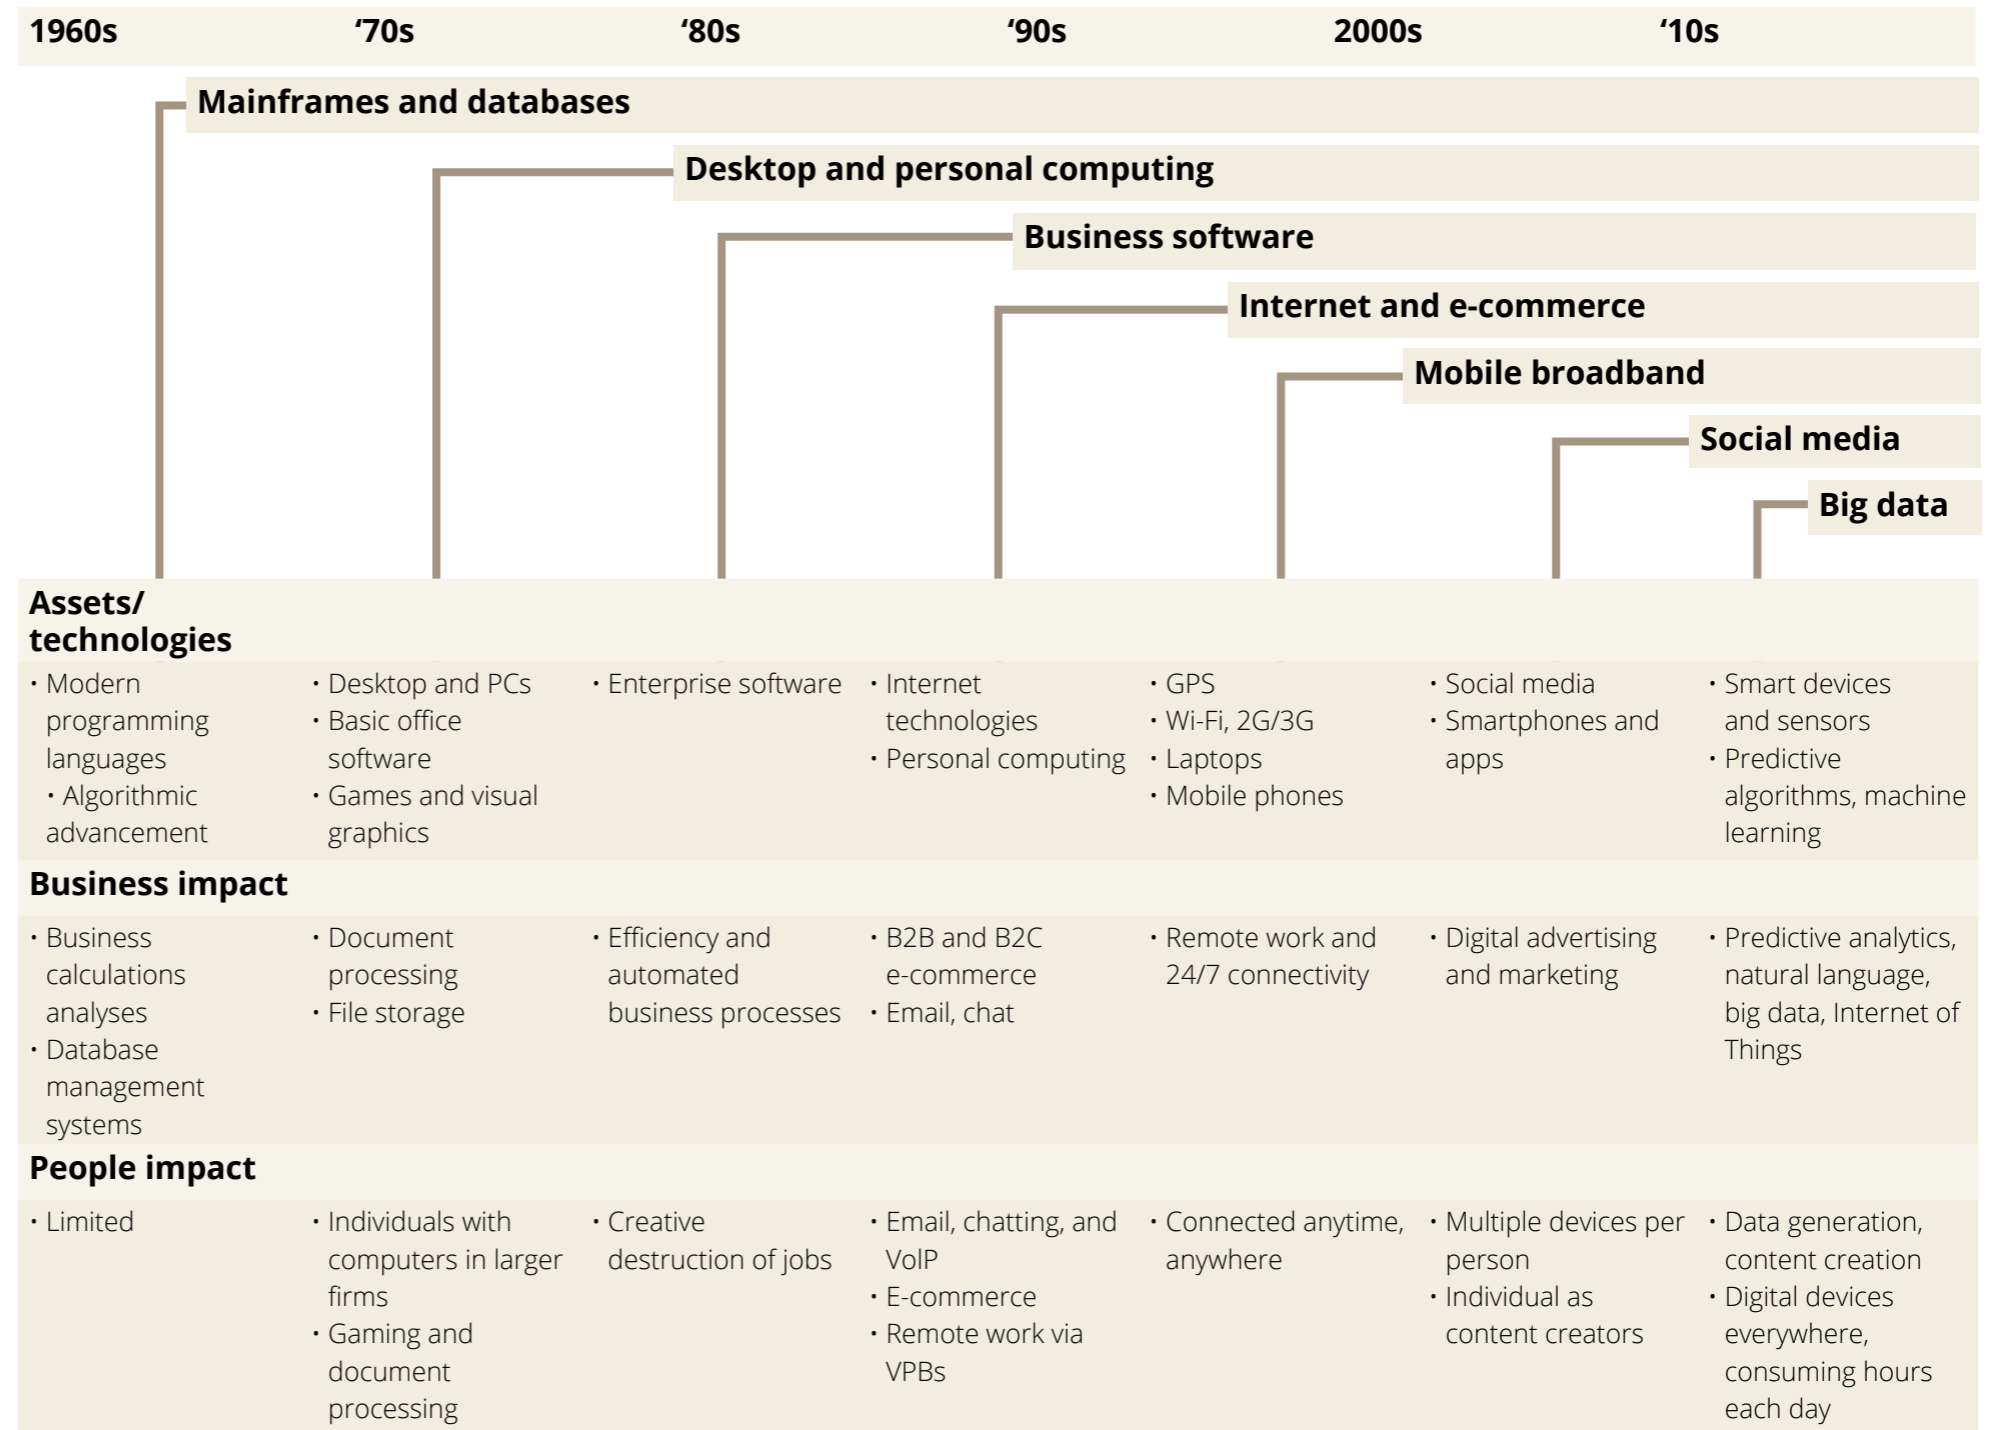 1960s ‘70s ‘80s ‘90s 2000s ‘10s
Mainframes and databases
Desktop and personal computing
Business software
Internet and e-commerce
Mobile broadband
Social media
Big data
Assets/
technologies
• Modern
programming
languages
• Algorithmic
advancement
• Desktop and PCs
• Basic office
software
• Games and visual
graphics
• Enterprise software
• Internet
technologies
• Personal computing
• GPS
• Wi-Fi, 2G/3G
• Laptops
• Mobile phones
• Social media
• Smartphones and
apps
• Smart devices
and sensors
• Predictive
algorithms, machine
learning
Business impact
• Business
calculations
analyses
• Database
management
systems
• Document
processing
• File storage
• Efficiency and
automated
business processes
• B2B and B2C
e-commerce
• Email, chat
• Remote work and
24/7 connectivity
• Digital advertising
and marketing
• Predictive analytics,
natural language,
big data, Internet of
Things
People impact
• Limited
• Individuals with
computers in larger
firms
• Gaming and
document
processing
• Creative
destruction of jobs
• Email, chatting, and
VolP
• E-commerce
• Remote work via
VPBs
• Connected anytime,
anywhere
• Multiple devices per
person
• Individual as
content creators
• Data generation,
content creation
• Digital devices
everywhere,
consuming hours
each day